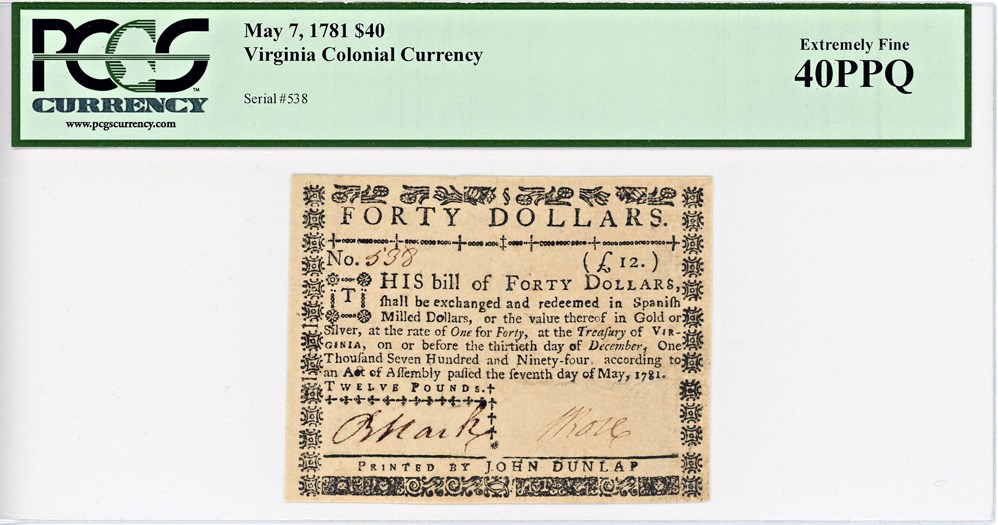 PCGS™
CURRENCY
www.pcgscurrency.com
May 7, 1781 $40
Virginia Colonial Currency
Serial #538
Extremely Fine
40PPQ
FORTY DOLLARS.
No. 538 (£ 12.)
THIS bill of FORTY DOLLARS,
ſhall be exchanged and redeemed in Spaniſh
Milled Dollars, or the value thereof in Gold or
Silver, at the rate of One for Forty, at the Treaſury of VIR-
GINIA, on or before the thirtieth day of December, One
Thouſand Seven Hundred and Ninety-four, according to
an Act of Aſſembly paſſed the ſeventh day of May, 1781.
TWELVE POUNDS.
PRINTED BY JOHN DUNLAP